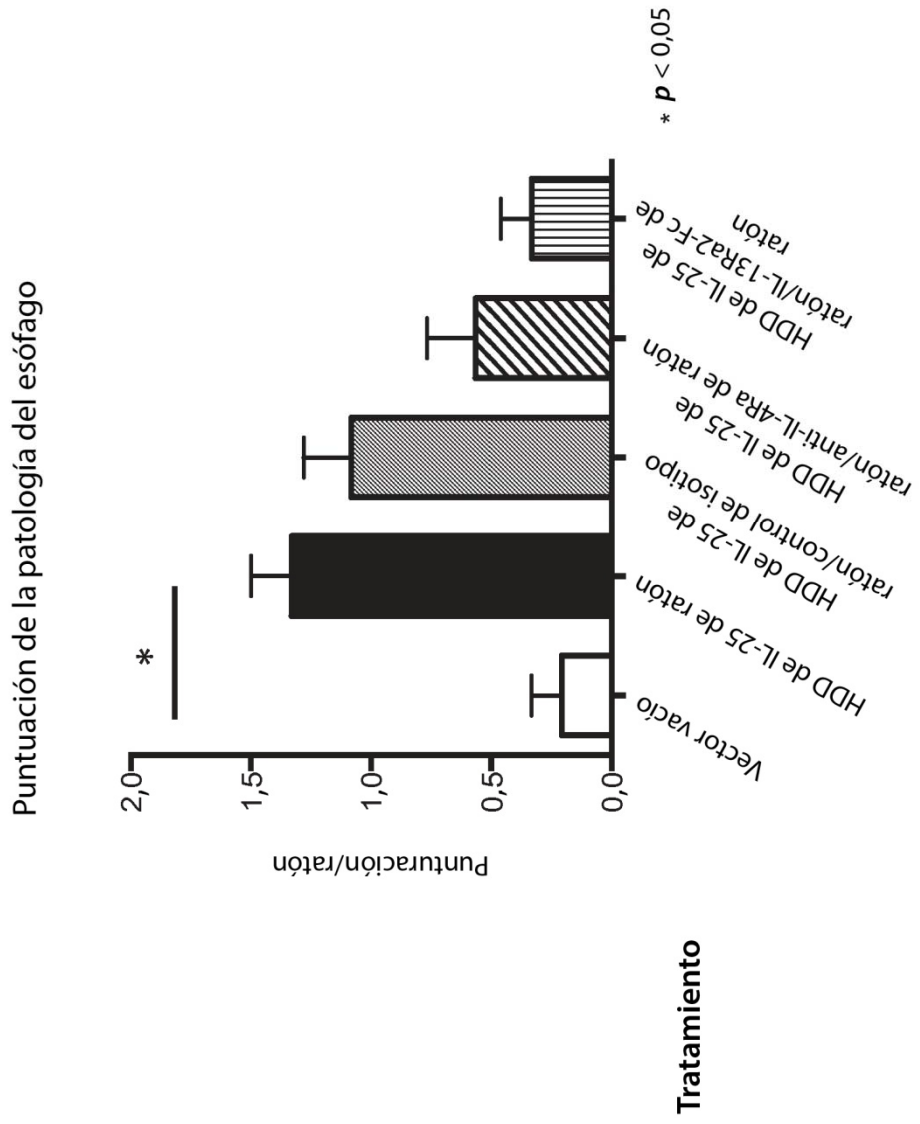 Puntuación de la patología del esófago
Punturación/ratón
2,0
1,5
1,0
0,5
0,0
*
Vector vacío
HDD de IL-25 de ratón
HDD de IL-25 de
ratón/control de isotipo
HDD de IL-25 de
ratón/anti-IL-4Ra de ratón
HDD de IL-25 de
ratón/IL-13Ra2-Fc de
ratón
* p < 0,05
Tratamiento